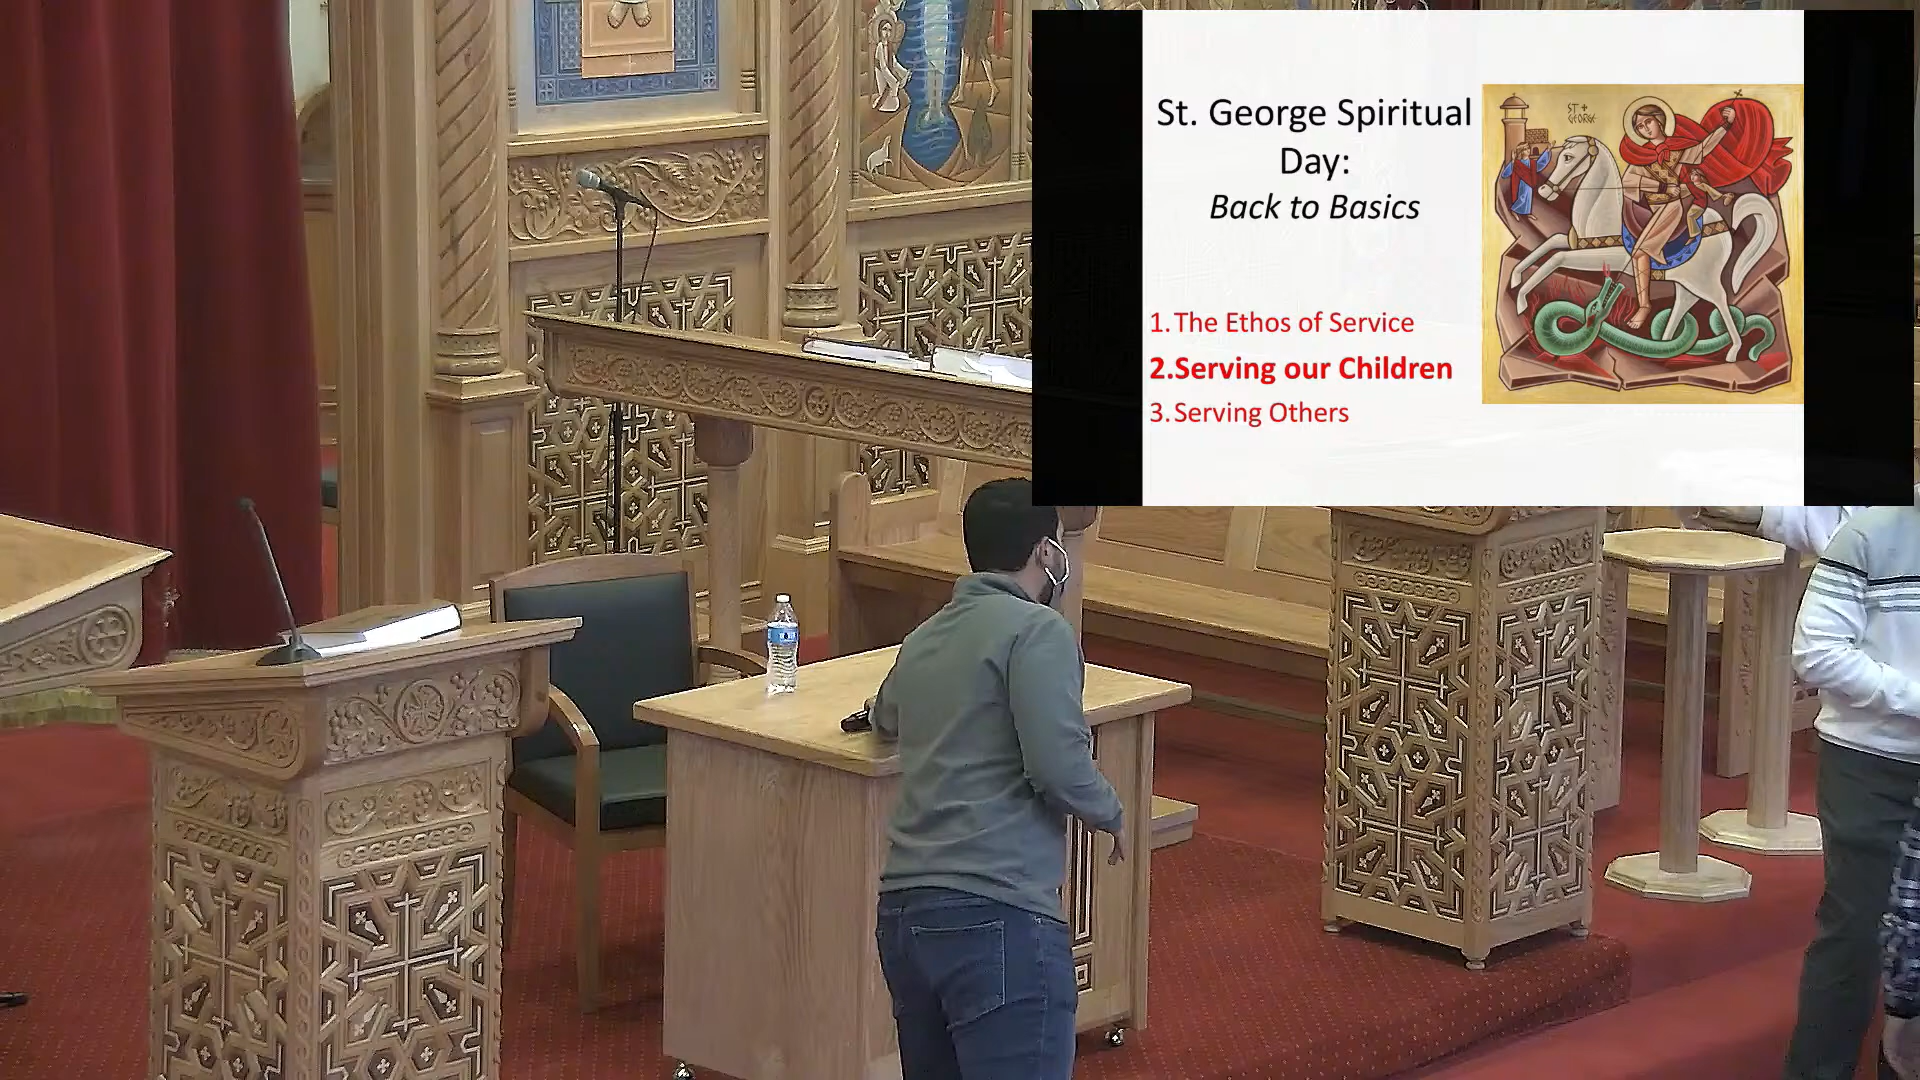 St. George Spiritual
Day:
Back to Basics
1. The Ethos of Service
2.Serving our Children
3. Serving Others
ST +
GEORGE